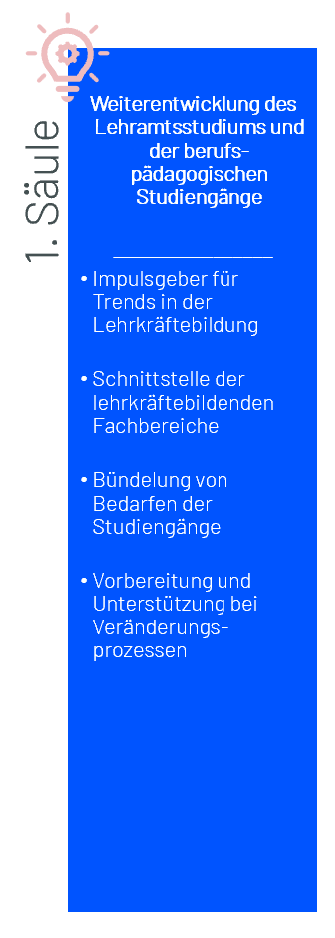 1. Säule
Weiterentwicklung des
Lehramtsstudiums und
der berufs-
pädagogischen
Studiengänge
• Impulsgeber für
Trends in der
Lehrkräftebildung
• Schnittstelle der
lehrkräftebildenden
Fachbereiche
• Bündelung von
Bedarfen der
Studiengänge
• Vorbereitung und
Unterstützung bei
Veränderungs-
prozessen